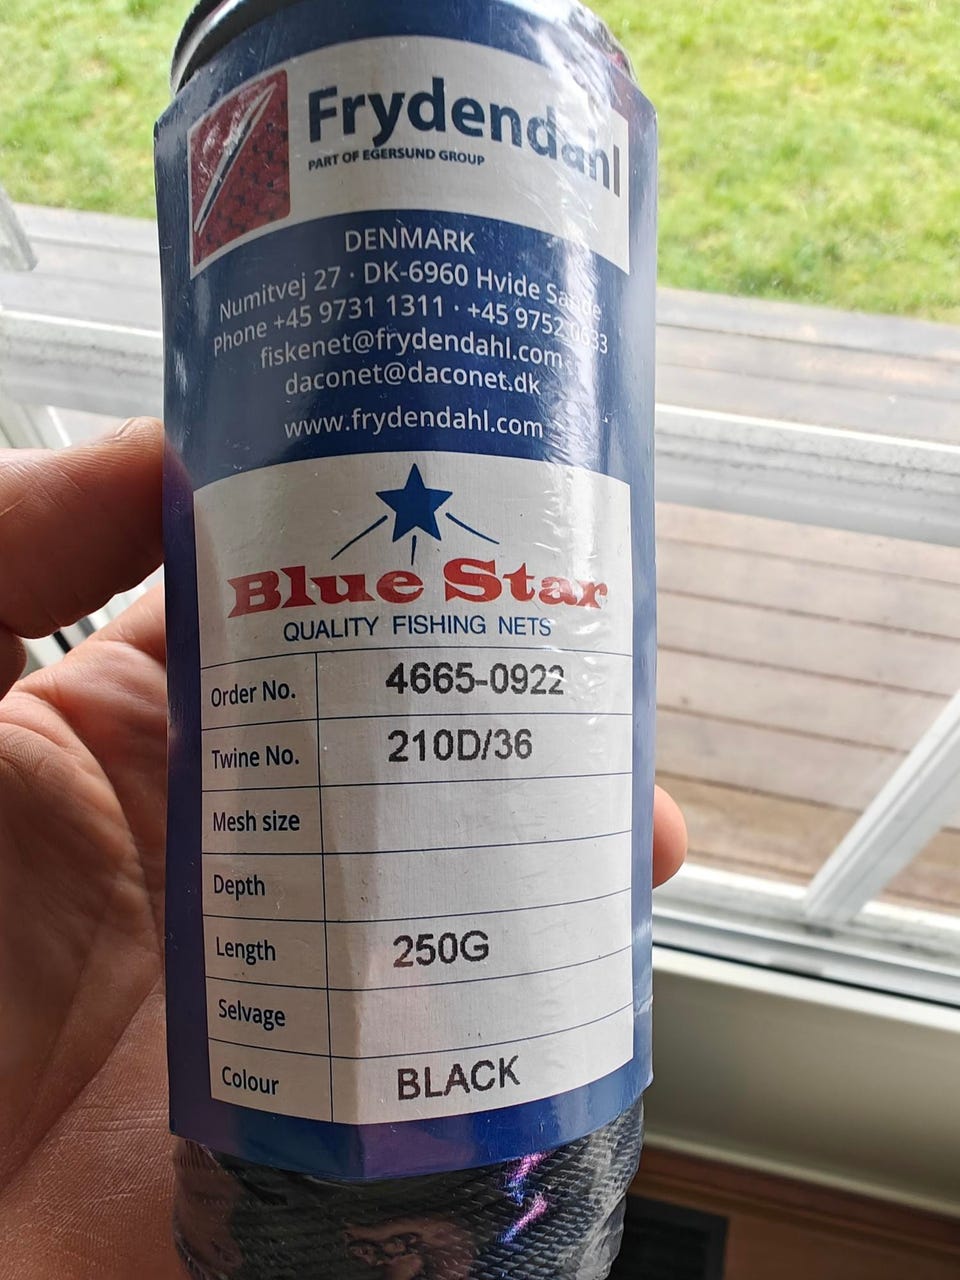 Frydendahl
PART OF EGERSUND GROUP
DENMARK
Numitvej 27 · DK-6960 Hvide Sande
Phone +45 9731 1311 · +45 9752 0633
fiskenet@frydendahl.com
daconet@daconet.dk
www.frydendahl.com
Blue Star
QUALITY FISHING NETS
Order No. 4665-0922
Twine No. 210D/36
Mesh size
Depth
Length 250G
Selvage
Colour BLACK